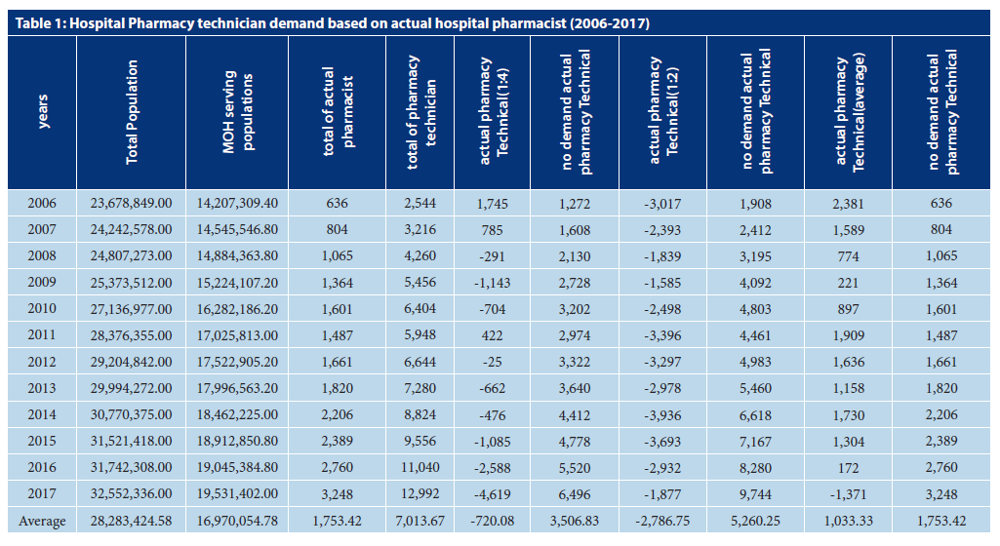 Table 1: Hospital Pharmacy technician demand based on actual hospital pharmacist (2006-2017)
years Total Population MOH serving populations total of actual pharmacist total of pharmacy technician actual pharmacy Technical(1:4) no demand actual pharmacy Technical actual pharmacy Technical(1:2) no demand actual pharmacy Technical actual pharmacy Technical(average) no demand actual pharmacy Technical
2006 23,678,849.00 14,207,309.40 636 2,544 1,745 1,272 -3,017 1,908 2,381 636
2007 24,242,578.00 14,545,546.80 804 3,216 785 1,608 -2,393 2,412 1,589 804
2008 24,807,273.00 14,884,363.80 1,065 4,260 -291 2,130 -1,839 3,195 774 1,065
2009 25,373,512.00 15,224,107.20 1,364 5,456 -1,143 2,728 -1,585 4,092 221 1,364
2010 27,136,977.00 16,282,186.20 1,601 6,404 -704 3,202 -2,498 4,803 897 1,601
2011 28,376,355.00 17,025,813.00 1,487 5,948 422 2,974 -3,396 4,461 1,909 1,487
2012 29,204,842.00 17,522,905.20 1,661 6,644 -25 3,322 -3,297 4,983 1,636 1,661
2013 29,994,272.00 17,996,563.20 1,820 7,280 -662 3,640 -2,978 5,460 1,158 1,820
2014 30,770,375.00 18,462,225.00 2,206 8,824 -476 4,412 -3,936 6,618 1,730 2,206
2015 31,521,418.00 18,912,850.80 2,389 9,556 -1,085 4,778 -3,693 7,167 1,304 2,389
2016 31,742,308.00 19,045,384.80 2,760 11,040 -2,588 5,520 -2,932 8,280 172 2,760
2017 32,552,336.00 19,531,402.00 3,248 12,992 -4,619 6,496 -1,877 9,744 -1,371 3,248
Average 28,283,424.58 16,970,054.78 1,753.42 7,013.67 -720.08 3,506.83 -2,786.75 5,260.25 1,033.33 1,753.42